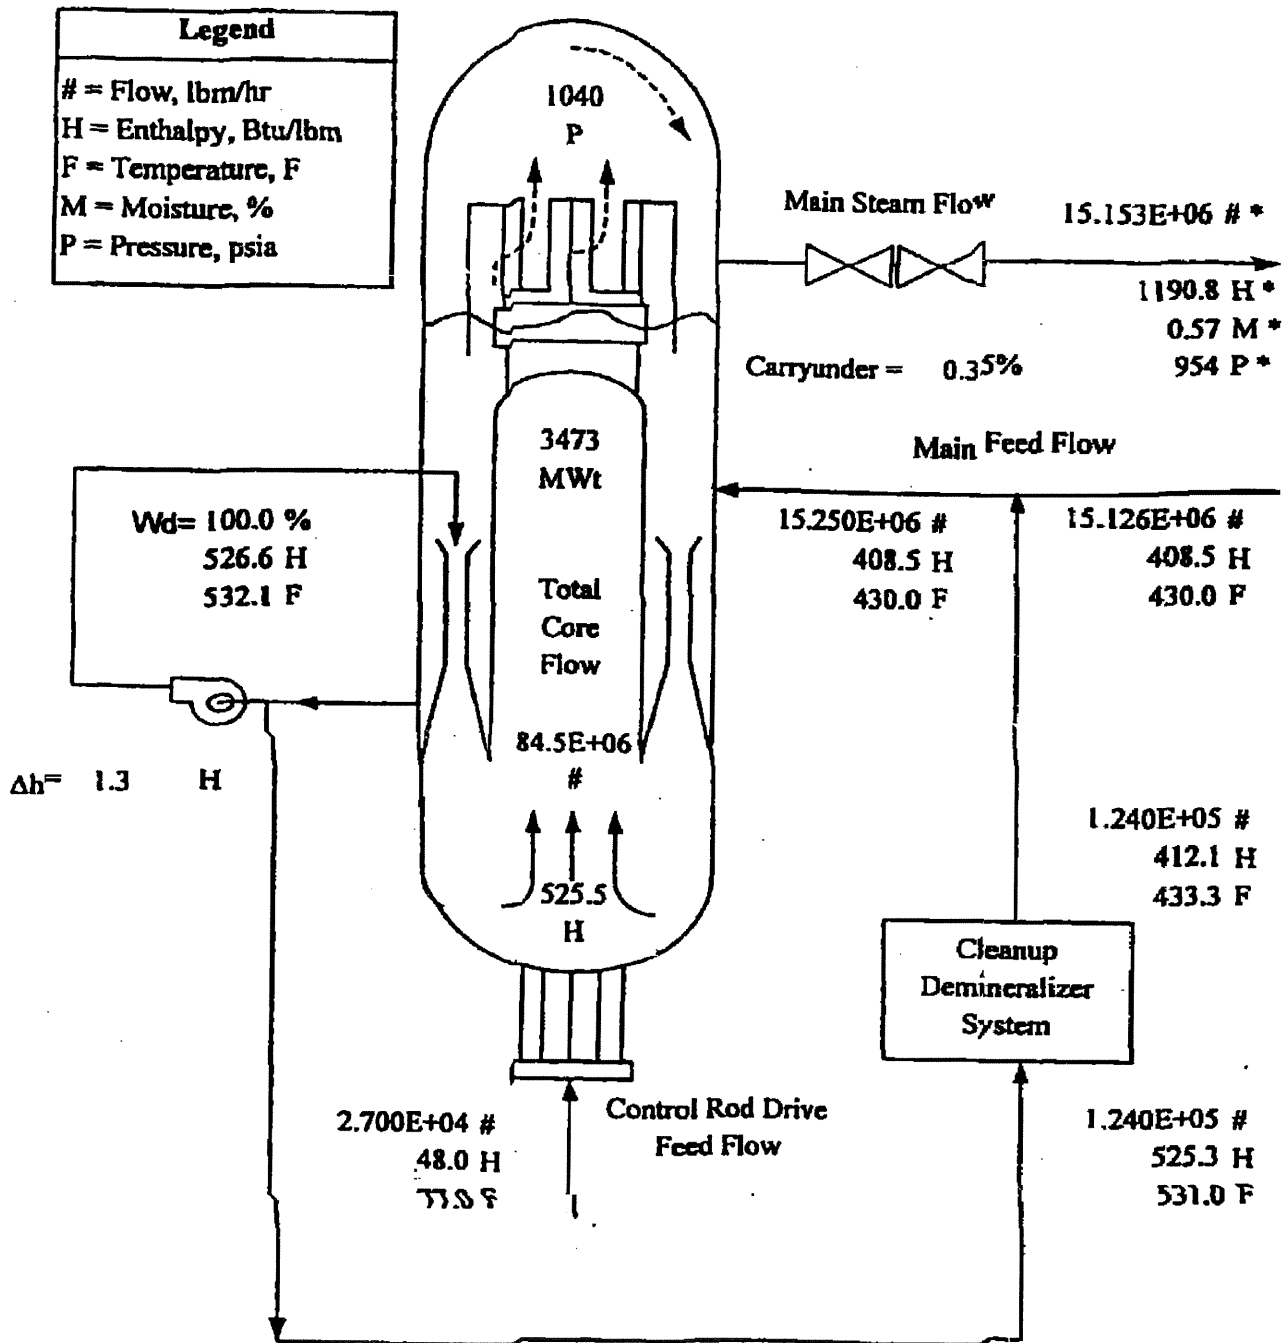 Legend
# = Flow, lbm/hr
H = Enthalpy, Btu/lbm
F = Temperature, F
M = Moisture, %
P = Pressure, psia
1040
P
Main Steam Flow
15.153E+06 # *
1190.8 H *
0.57 M *
954 P *
Carryunder = 0.35%
3473
MWt
Main Feed Flow
Wd= 100.0 %
526.6 H
532.1 F
15.250E+06 #
408.5 H
430.0 F
15.126E+06 #
408.5 H
430.0 F
Total
Core
Flow
84.5E+06
#
Δh= 1.3 H
525.5
H
1.240E+05 #
412.1 H
433.3 F
Cleanup
Demineralizer
System
2.700E+04 #
48.0 H
F
Control Rod Drive
Feed Flow
1.240E+05 #
525.3 H
531.0 F